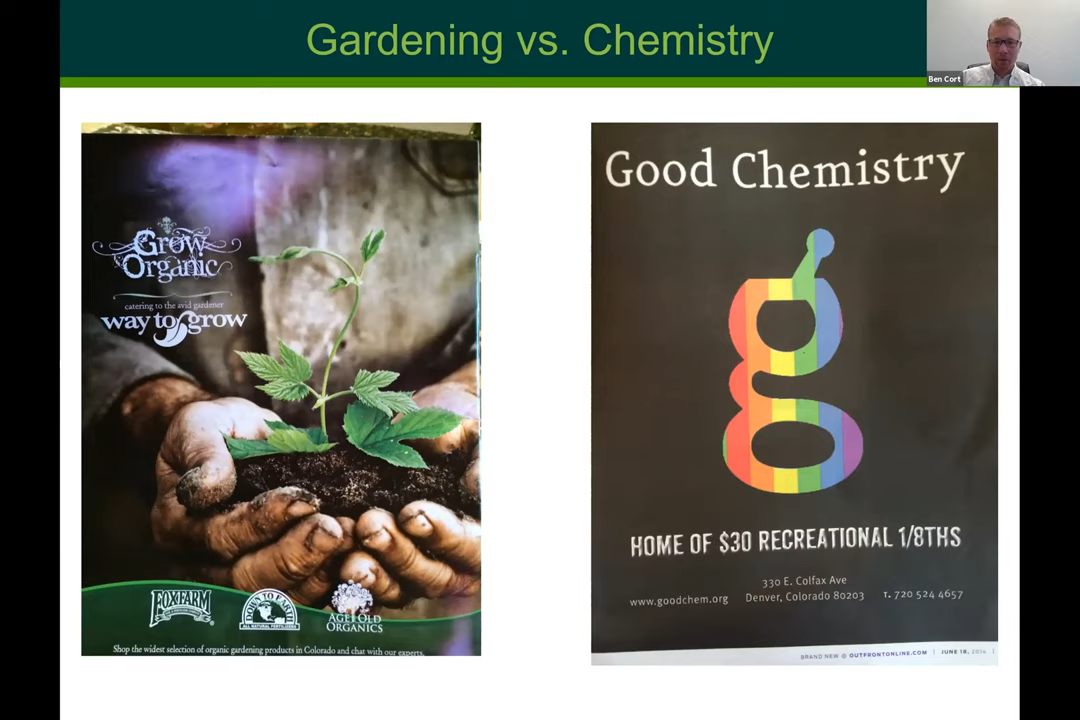 Gardening vs. Chemistry
Ben Cort
Grow
Organic
catering to the avid gardener
way to grow
FOXFARM
DOWN TO EARTH
ALL NATURAL FERTILIZERS
AGE OLD
ORGANICS
Shop the widest selection of organic gardening products in Colorado and chat with our experts.
Good Chemistry
g
HOME OF $30 RECREATIONAL 1/8THS
330 E. Colfax Ave
www.goodchem.org Denver, Colorado 80203 T. 720 524 4657
BRAND NEW @ OUTFRONTONLINE.COM | JUNE 18, 2014 |